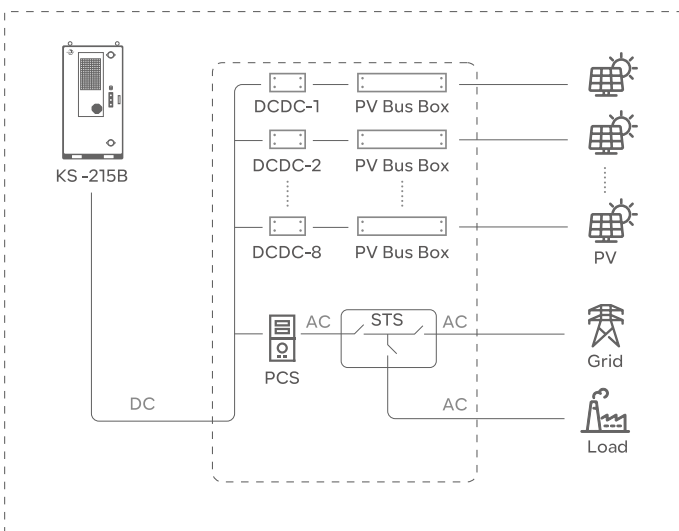 DCDC-1 PV Bus Box
DCDC-2 PV Bus Box
KS -215B
DCDC-8 PV Bus Box
PV
AC STS AC
Grid
PCS
DC AC
Load